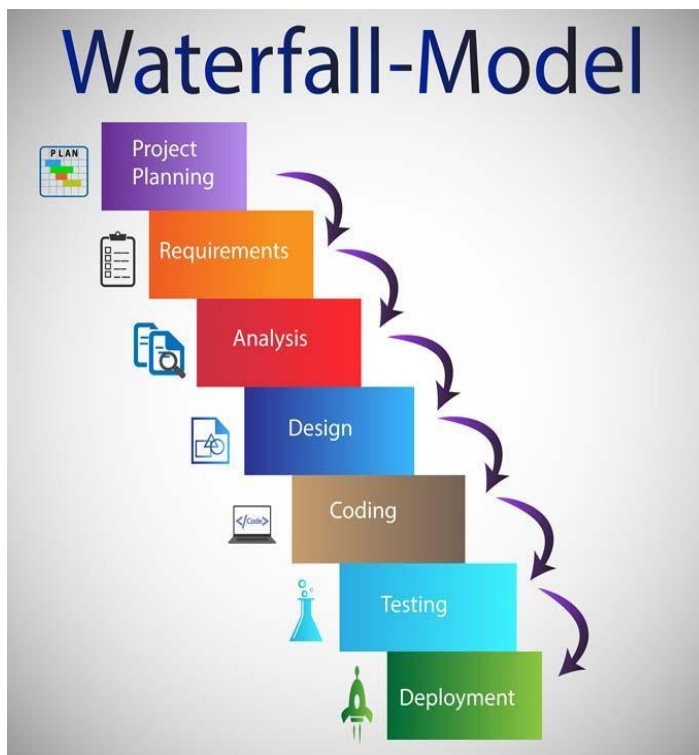 Waterfall-Model
PLAN
Project
Planning
Requirements
Analysis
Design
</Code>
Coding
Testing
Deployment